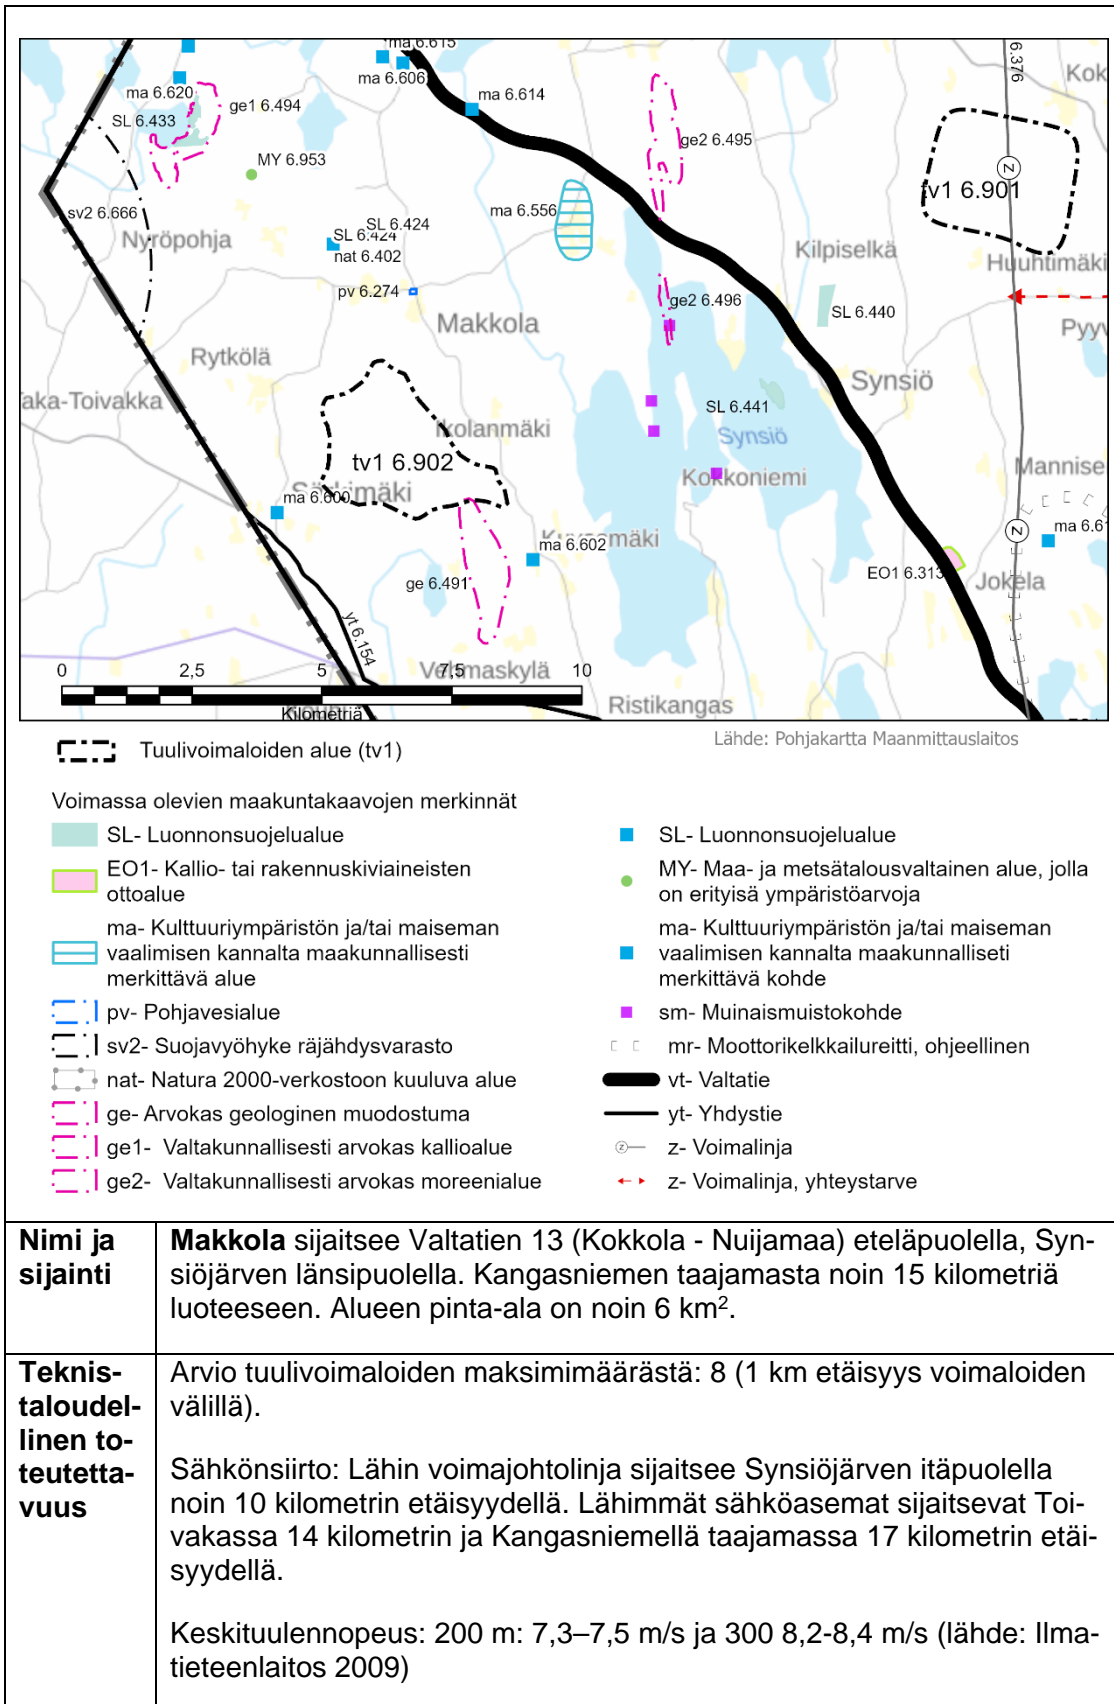 ma 6.615
ma 6.606
ma 6.614
6.376
Kok
ma 6.620
ge1 6.494
SL 6.433
MY 6.953
ge2 6.495
tv1 6.901
sv2 6.666
Nyröpohja
SL 6.424
SL 6.424
nat 6.402
ma 6.556
Kilpiselkä
Huuhtimäki
pv 6.274
Makkola
ge2 6.496
SL 6.440
Pyyv
Rytkölä
Taka-Toivakka
Synsiö
Ikolanmäki
SL 6.441
Synsiö
tv1 6.902
Kokkoniemi
Mannise
Särkimäki
ma 6.600
ma 6.61
ma 6.602
EO1 6.313
Jokela
ge 6.491
yt 6.154
Vehmaskylä
Ristikangas
0 2,5 5 7,5 10
Kilometriä
Lähde: Pohjakartta Maanmittauslaitos
Tuulivoimaloiden alue (tv1)
Voimassa olevien maakuntakaavojen merkinnät
SL- Luonnonsuojelualue
EO1- Kallio- tai rakennuskiviaineisten
ottoalue
ma- Kulttuuriympäristön ja/tai maiseman
vaalimisen kannalta maakunnallisesti
merkittävä alue
pv- Pohjavesialue
sv2- Suojavyöhyke räjähdysvarasto
nat- Natura 2000-verkostoon kuuluva alue
ge- Arvokas geologinen muodostuma
ge1- Valtakunnallisesti arvokas kallioalue
ge2- Valtakunnallisesti arvokas moreenialue
SL- Luonnonsuojelualue
MY- Maa- ja metsätalousvaltainen alue, jolla
on erityisä ympäristöarvoja
ma- Kulttuuriympäristön ja/tai maiseman
vaalimisen kannalta maakunnalliseti
merkittävä kohde
sm- Muinaismuistokohde
mr- Moottorikelkkailureitti, ohjeellinen
vt- Valtatie
yt- Yhdystie
z- Voimalinja
z- Voimalinja, yhteystarve
Nimi ja
sijainti
Makkola sijaitsee Valtatien 13 (Kokkola - Nuijamaa) eteläpuolella, Syn-
siöjärven länsipuolella. Kangasniemen taajamasta noin 15 kilometriä
luoteeseen. Alueen pinta-ala on noin 6 km².
Teknis-
taloudel-
linen to-
teutetta-
vuus
Arvio tuulivoimaloiden maksimimäärästä: 8 (1 km etäisyys voimaloiden
välillä).
Sähkönsiirto: Lähin voimajohtolinja sijaitsee Synsiöjärven itäpuolella
noin 10 kilometrin etäisyydellä. Lähimmät sähköasemat sijaitsevat Toi-
vakassa 14 kilometrin ja Kangasniemellä taajamassa 17 kilometrin etäi-
syydellä.
Keskituulennopeus: 200 m: 7,3–7,5 m/s ja 300 8,2-8,4 m/s (lähde: Ilma-
tieteenlaitos 2009)